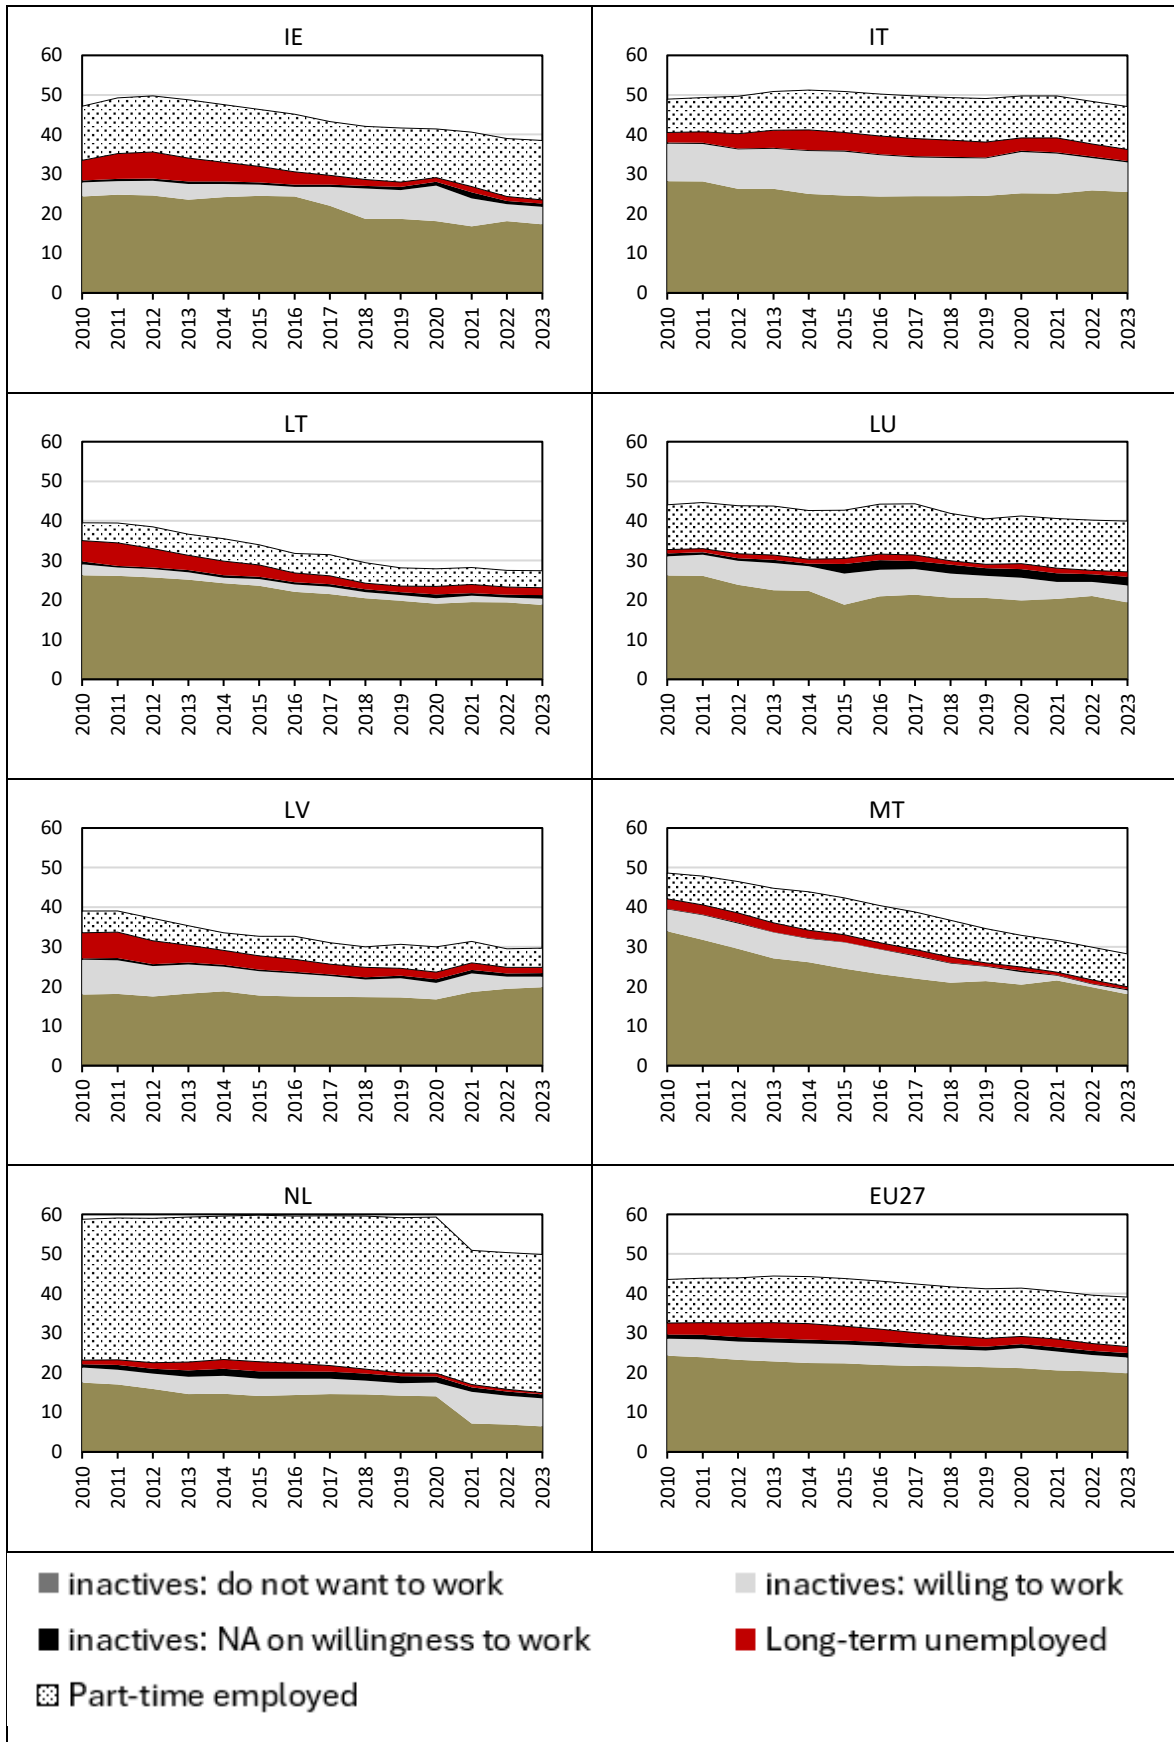 IE
60
50
40
30
20
10
0
2010 2011 2012 2013 2014 2015 2016 2017 2018 2019 2020 2021 2022 2023
IT
60
50
40
30
20
10
0
2010 2011 2012 2013 2014 2015 2016 2017 2018 2019 2020 2021 2022 2023
LT
60
50
40
30
20
10
0
2010 2011 2012 2013 2014 2015 2016 2017 2018 2019 2020 2021 2022 2023
LU
60
50
40
30
20
10
0
2010 2011 2012 2013 2014 2015 2016 2017 2018 2019 2020 2021 2022 2023
LV
60
50
40
30
20
10
0
2010 2011 2012 2013 2014 2015 2016 2017 2018 2019 2020 2021 2022 2023
MT
60
50
40
30
20
10
0
2010 2011 2012 2013 2014 2015 2016 2017 2018 2019 2020 2021 2022 2023
NL
60
50
40
30
20
10
0
2010 2011 2012 2013 2014 2015 2016 2017 2018 2019 2020 2021 2022 2023
EU27
60
50
40
30
20
10
0
2010 2011 2012 2013 2014 2015 2016 2017 2018 2019 2020 2021 2022 2023
inactives: do not want to work
inactives: willing to work
inactives: NA on willingness to work
Long-term unemployed
Part-time employed